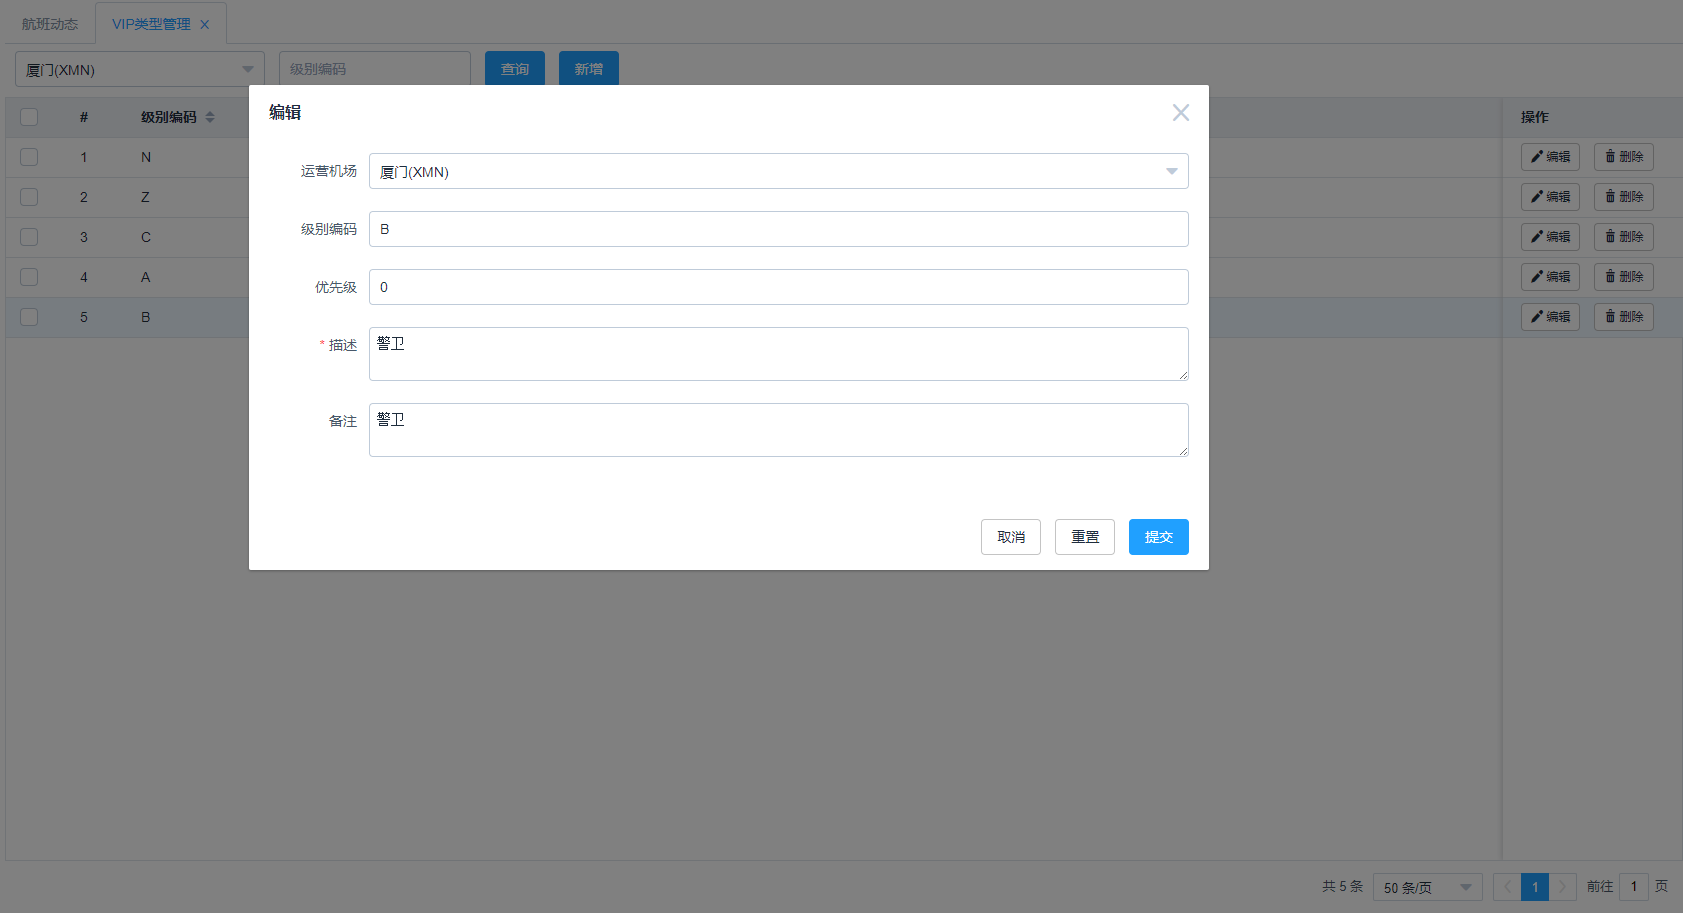 航班动态 VIP类型管理
厦门(XMN) 级别编码 查询 新增
# 级别编码 操作
1 N 编辑 删除
2 Z 编辑 删除
3 C 编辑 删除
4 A 编辑 删除
5 B 编辑 删除
编辑
运营机场 厦门(XMN)
级别编码 B
优先级 0
* 描述 警卫
备注 警卫
取消 重置 提交
共 5 条 50 条/页 1 前往 1 页